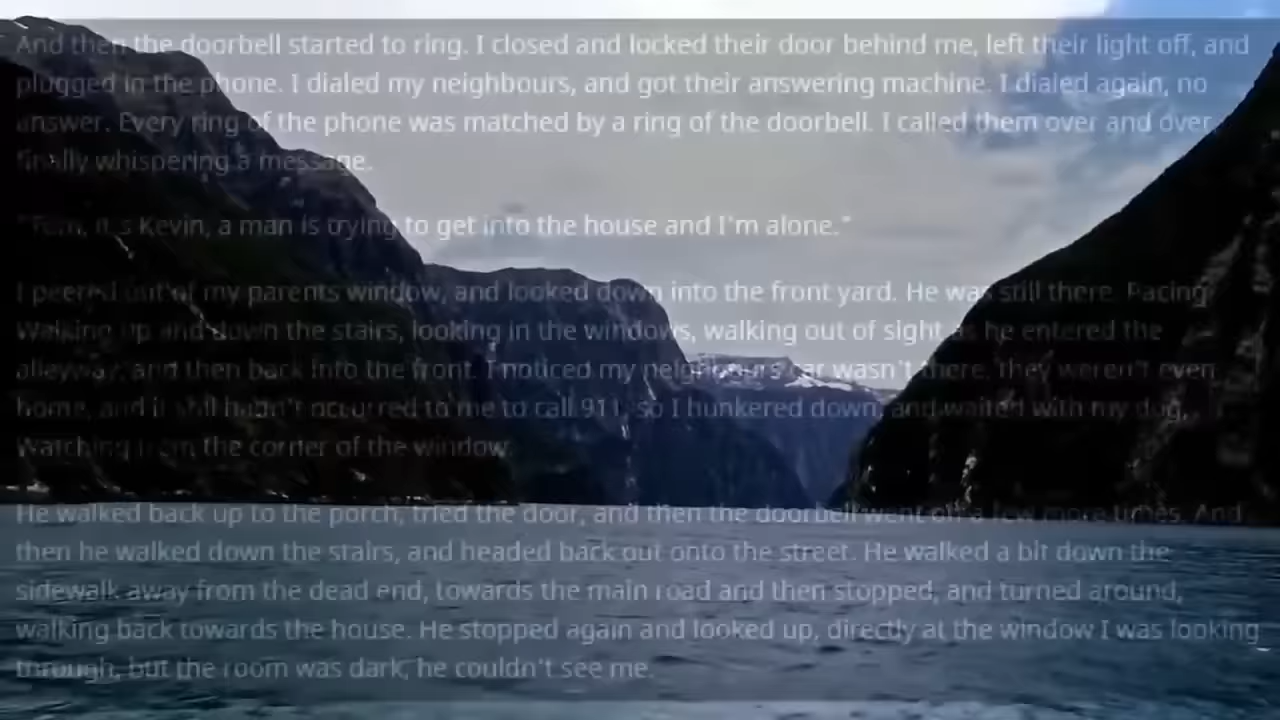 And then the doorbell started to ring. I closed and locked their door behind me, left their light off, and
plugged in the phone. I dialed my neighbours, and got their answering machine. I dialed again, no
answer. Every ring of the phone was matched by a ring of the doorbell. I called them over and over,
finally whispering a message.
"Tom, it's Kevin, a man is trying to get into the house and I'm alone."
I peered out of my parents window, and looked down into the front yard. He was still there. Pacing.
Walking up and down the stairs, looking in the windows, walking out of sight as he entered the
alleyway, and then back into the front. I noticed my neighbours' car wasn't there, they weren't even
home, and it still hadn't occurred to me to call 911, so I hunkered down, and waited with my dog,
Watching from the corner of the window.
He walked back up to the porch, tried the door, and then the doorbell went off a few more times. And
then he walked down the stairs, and headed back out onto the street. He walked a bit down the
sidewalk away from the dead end, towards the main road and then stopped, and turned around,
walking back towards the house. He stopped again and looked up, directly at the window I was looking
through, but the room was dark, he couldn't see me.